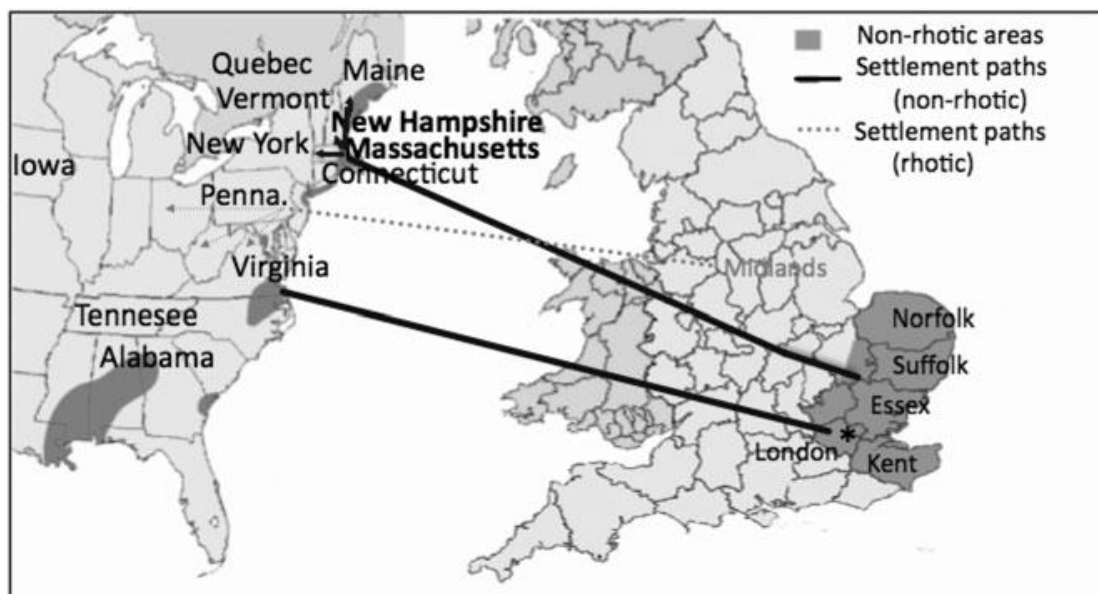 Quebec
Maine
Vermont
New Hampshire
New York
Massachusetts
Iowa
Connecticut
Penna.
Virginia
Tennesee
Alabama
Non-rhotic areas
Settlement paths
(non-rhotic)
Settlement paths
(rhotic)
Midlands
Norfolk
Suffolk
Essex
*
London
Kent